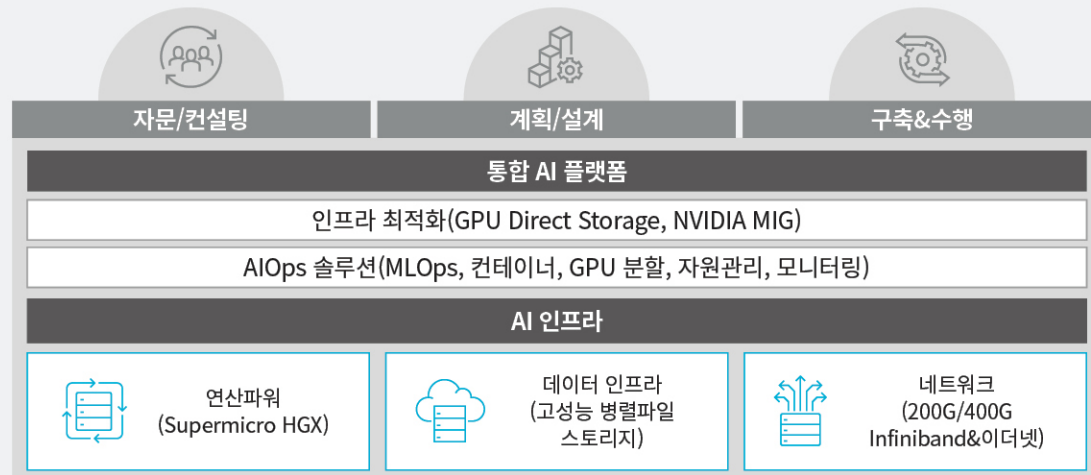 자문/컨설팅
계획/설계
구축&수행
통합 AI 플랫폼
인프라 최적화(GPU Direct Storage, NVIDIA MIG)
AIOps 솔루션(MLOps, 컨테이너, GPU 분할, 자원관리, 모니터링)
AI 인프라
연산파워
(Supermicro HGX)
데이터 인프라
(고성능 병렬파일
스토리지)
네트워크
(200G/400G
Infiniband&이더넷)